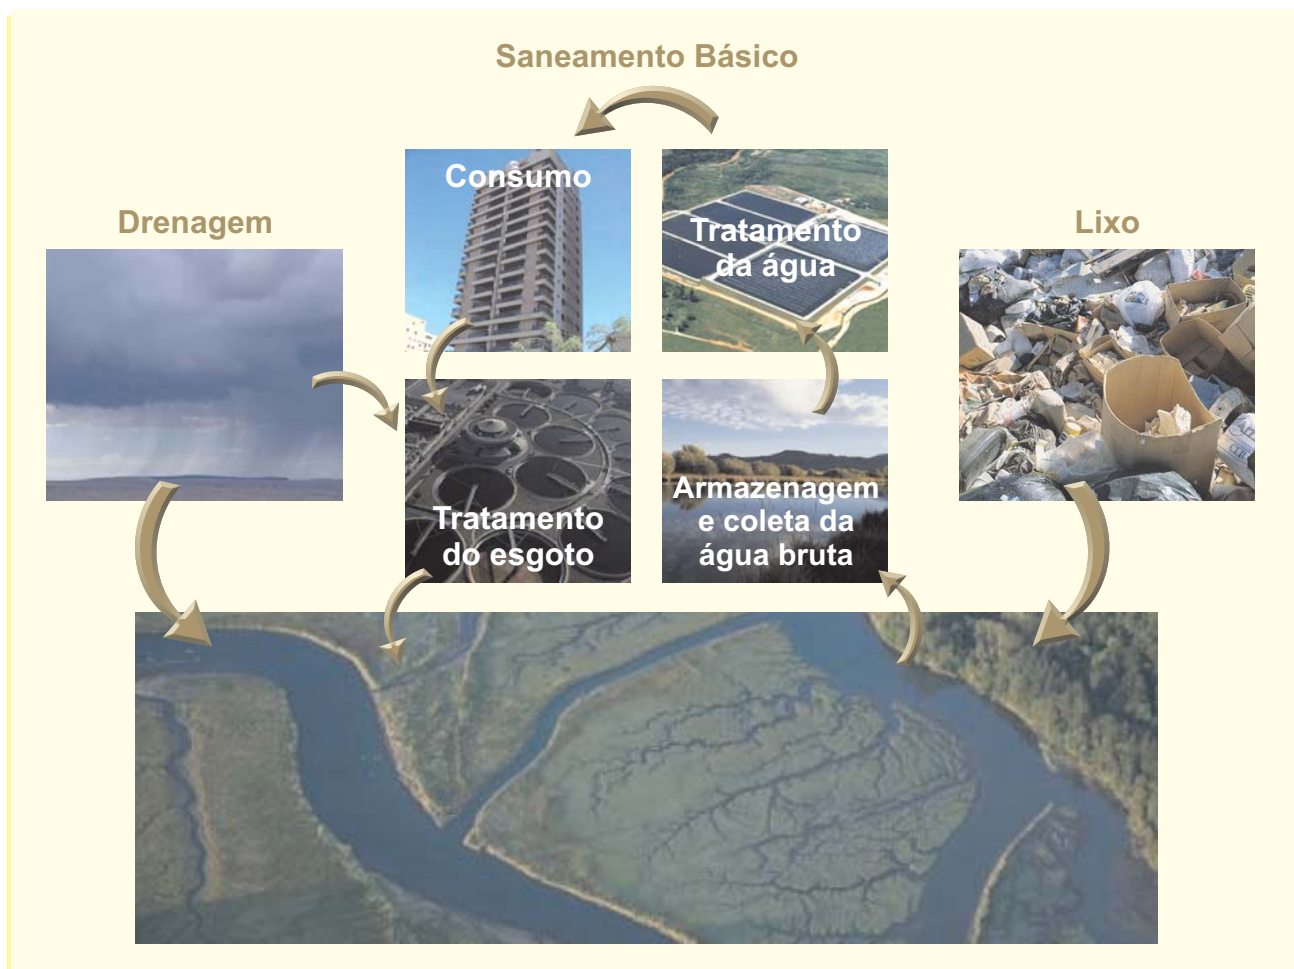 Saneamento Básico
Consumo
Drenagem
Tratamento
da água
Lixo
Tratamento
do esgoto
Armazenagem
e coleta da
água bruta